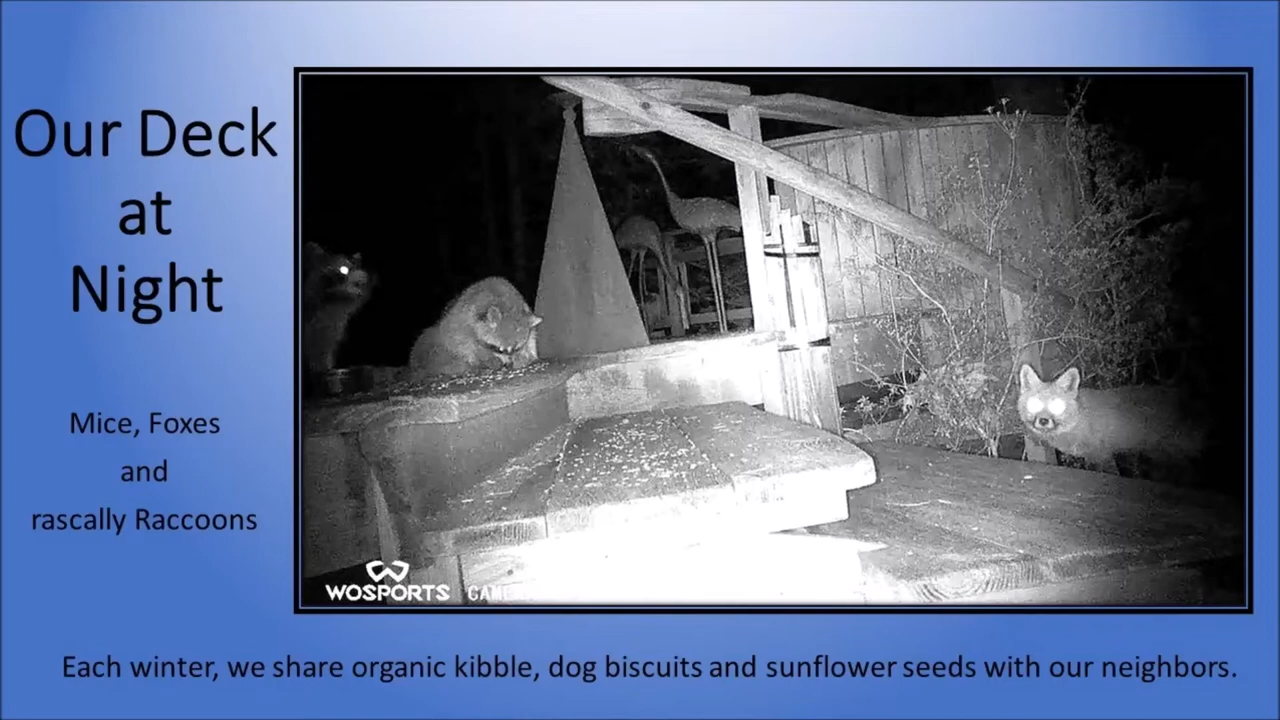 Our Deck
at
Night
Mice, Foxes
and
rascally Raccoons
WOSPORTS
Each winter, we share organic kibble, dog biscuits and sunflower seeds with our neighbors.